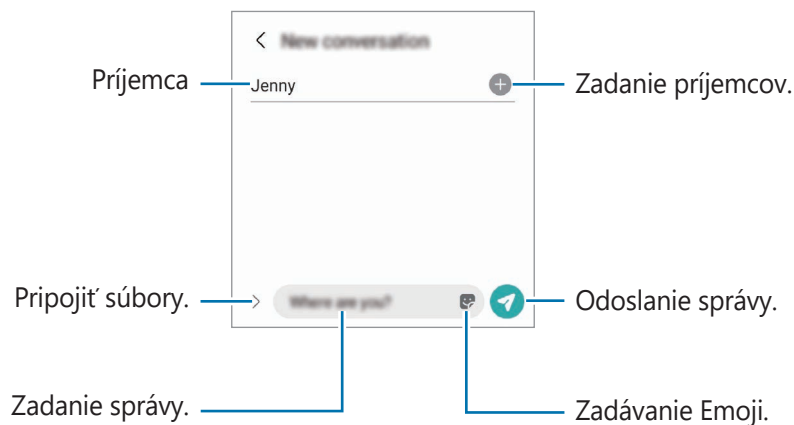 New conversation
Príjemca
Jenny
Zadanie príjemcov.
Pripojiť súbory.
Where are you?
Odoslanie správy.
Zadanie správy.
Zadávanie Emoji.